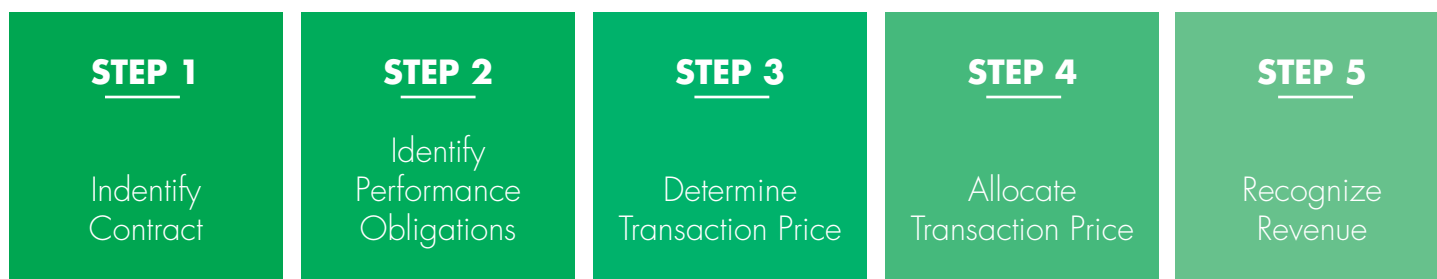 STEP 1
Indentify
Contract
STEP 2
Identify
Performance
Obligations
STEP 3
Determine
Transaction Price
STEP 4
Allocate
Transaction Price
STEP 5
Recognize
Revenue